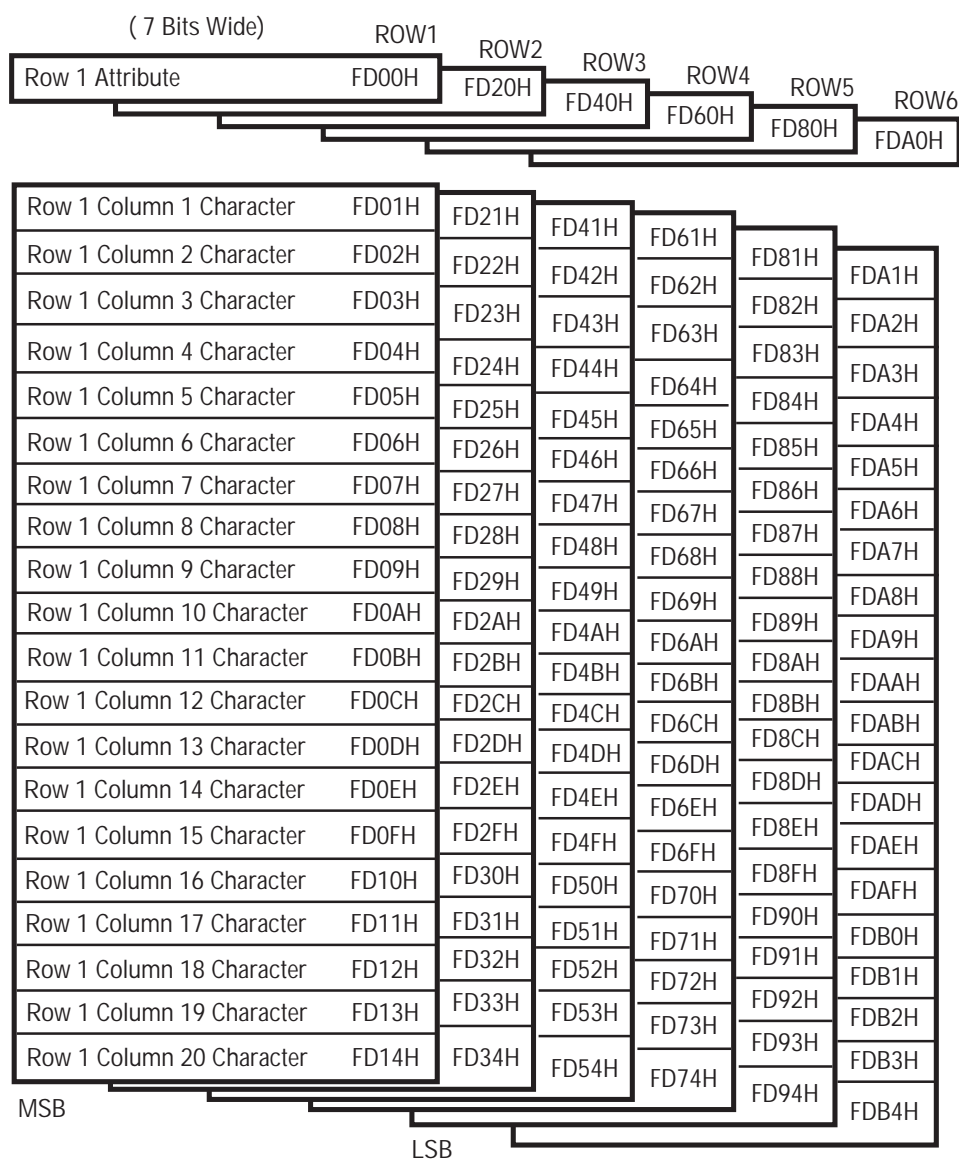 ( 7 Bits Wide)
ROW1 ROW2 ROW3 ROW4 ROW5 ROW6
Row 1 Attribute FD00H FD20H FD40H FD60H FD80H FDA0H
Row 1 Column 1 Character FD01H FD21H FD41H FD61H FD81H FDA1H
Row 1 Column 2 Character FD02H FD22H FD42H FD62H FD82H FDA2H
Row 1 Column 3 Character FD03H FD23H FD43H FD63H FD83H FDA3H
Row 1 Column 4 Character FD04H FD24H FD44H FD64H FD84H FDA4H
Row 1 Column 5 Character FD05H FD25H FD45H FD65H FD85H FDA5H
Row 1 Column 6 Character FD06H FD26H FD46H FD66H FD86H FDA6H
Row 1 Column 7 Character FD07H FD27H FD47H FD67H FD87H FDA7H
Row 1 Column 8 Character FD08H FD28H FD48H FD68H FD88H FDA8H
Row 1 Column 9 Character FD09H FD29H FD49H FD69H FD89H FDA9H
Row 1 Column 10 Character FD0AH FD2AH FD4AH FD6AH FD8AH FDAAH
Row 1 Column 11 Character FD0BH FD2BH FD4BH FD6BH FD8BH FDABH
Row 1 Column 12 Character FD0CH FD2CH FD4CH FD6CH FD8CH FDACH
Row 1 Column 13 Character FD0DH FD2DH FD4DH FD6DH FD8DH FDADH
Row 1 Column 14 Character FD0EH FD2EH FD4EH FD6EH FD8EH FDAEH
Row 1 Column 15 Character FD0FH FD2FH FD4FH FD6FH FD8FH FDAFH
Row 1 Column 16 Character FD10H FD30H FD50H FD70H FD90H FDB0H
Row 1 Column 17 Character FD11H FD31H FD51H FD71H FD91H FDB1H
Row 1 Column 18 Character FD12H FD32H FD52H FD72H FD92H FDB2H
Row 1 Column 19 Character FD13H FD33H FD53H FD73H FD93H FDB3H
Row 1 Column 20 Character FD14H FD34H FD54H FD74H FD94H FDB4H
MSB
LSB